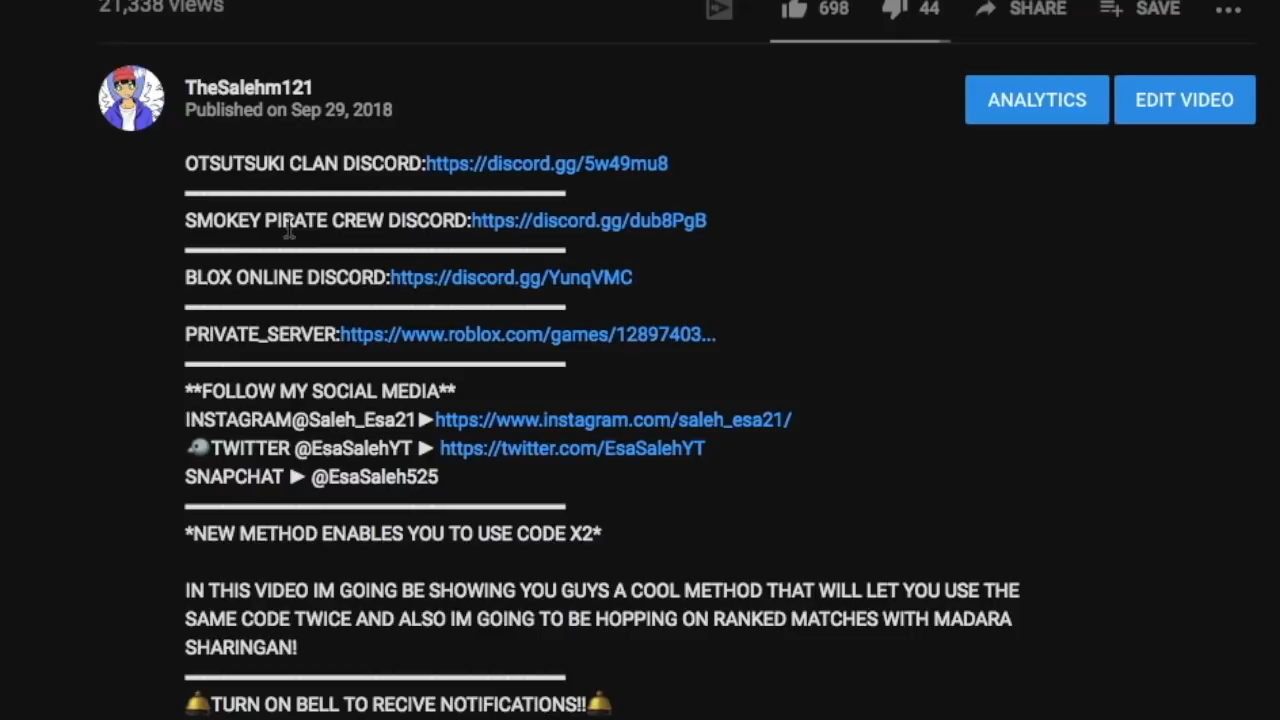 21,338 views
698 44 SHARE SAVE
TheSalehm121
Published on Sep 29, 2018
ANALYTICS EDIT VIDEO
OTSUTSUKI CLAN DISCORD:https://discord.gg/5w49mu8
SMOKEY PIRATE CREW DISCORD:https://discord.gg/dub8PgB
BLOX ONLINE DISCORD:https://discord.gg/YunqVMC
PRIVATE_SERVER:https://www.roblox.com/games/12897403...
**FOLLOW MY SOCIAL MEDIA**
INSTAGRAM@Saleh_Esa21►https://www.instagram.com/saleh_esa21/
TWITTER @EsaSalehYT ► https://twitter.com/EsaSalehYT
SNAPCHAT ► @EsaSaleh525
*NEW METHOD ENABLES YOU TO USE CODE X2*
IN THIS VIDEO IM GOING BE SHOWING YOU GUYS A COOL METHOD THAT WILL LET YOU USE THE
SAME CODE TWICE AND ALSO IM GOING TO BE HOPPING ON RANKED MATCHES WITH MADARA
SHARINGAN!
🔔TURN ON BELL TO RECIVE NOTIFICATIONS!!🔔